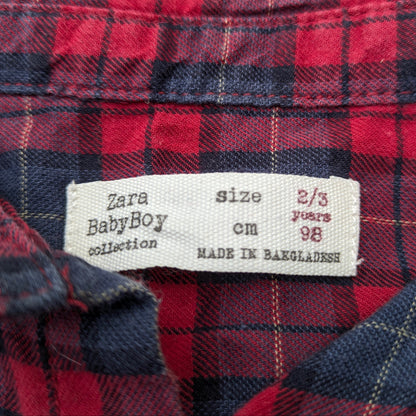 Zara
BabyBoy
collection
size 2/3
years
cm 98
MADE IN BANGLADESH